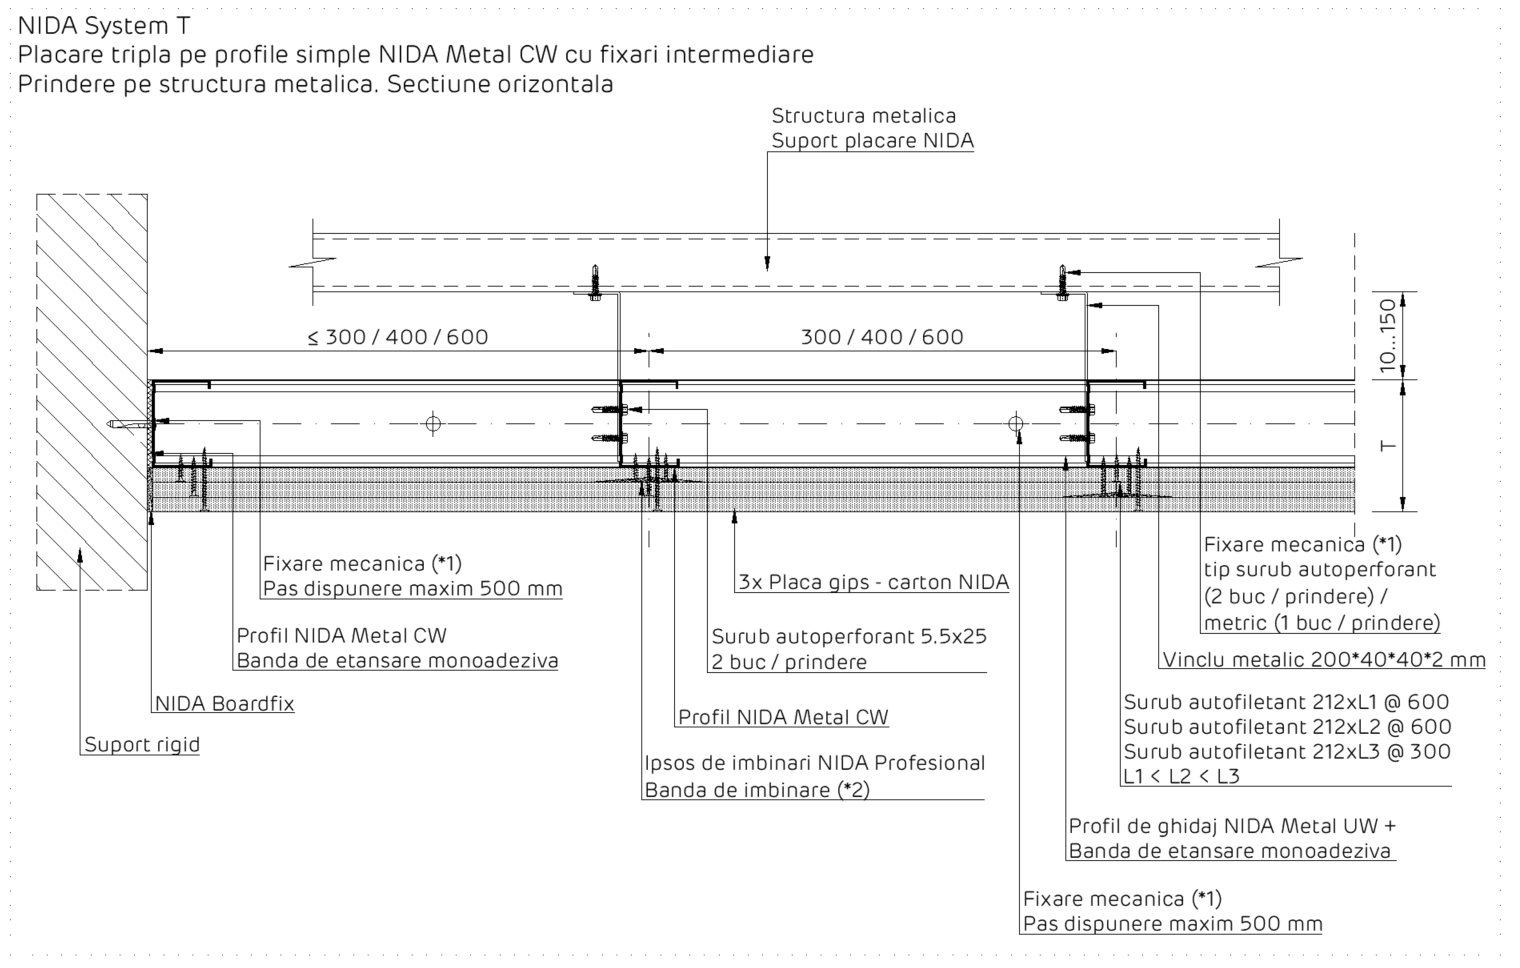 NIDA System T
Placare tripla pe profile simple NIDA Metal CW cu fixari intermediare
Prindere pe structura metalica. Sectiune orizontala
Structura metalica
Suport placare NIDA
≤ 300 / 400 / 600
300 / 400 / 600
10...150
T
Fixare mecanica (*1)
Pas dispunere maxim 500 mm
Profil NIDA Metal CW
Banda de etansare monoadeziva
NIDA Boardfix
Suport rigid
3x Placa gips - carton NIDA
Surub autoperforant 5.5x25
2 buc / prindere
Profil NIDA Metal CW
Ipsos de imbinari NIDA Profesional
Banda de imbinare (*2)
Fixare mecanica (*1)
tip surub autoperforant
(2 buc / prindere) /
metric (1 buc / prindere)
Vinclu metalic 200*40*40*2 mm
Surub autofiletant 212xL1 @ 600
Surub autofiletant 212xL2 @ 600
Surub autofiletant 212xL3 @ 300
L1 < L2 < L3
Profil de ghidaj NIDA Metal UW +
Banda de etansare monoadeziva
Fixare mecanica (*1)
Pas dispunere maxim 500 mm